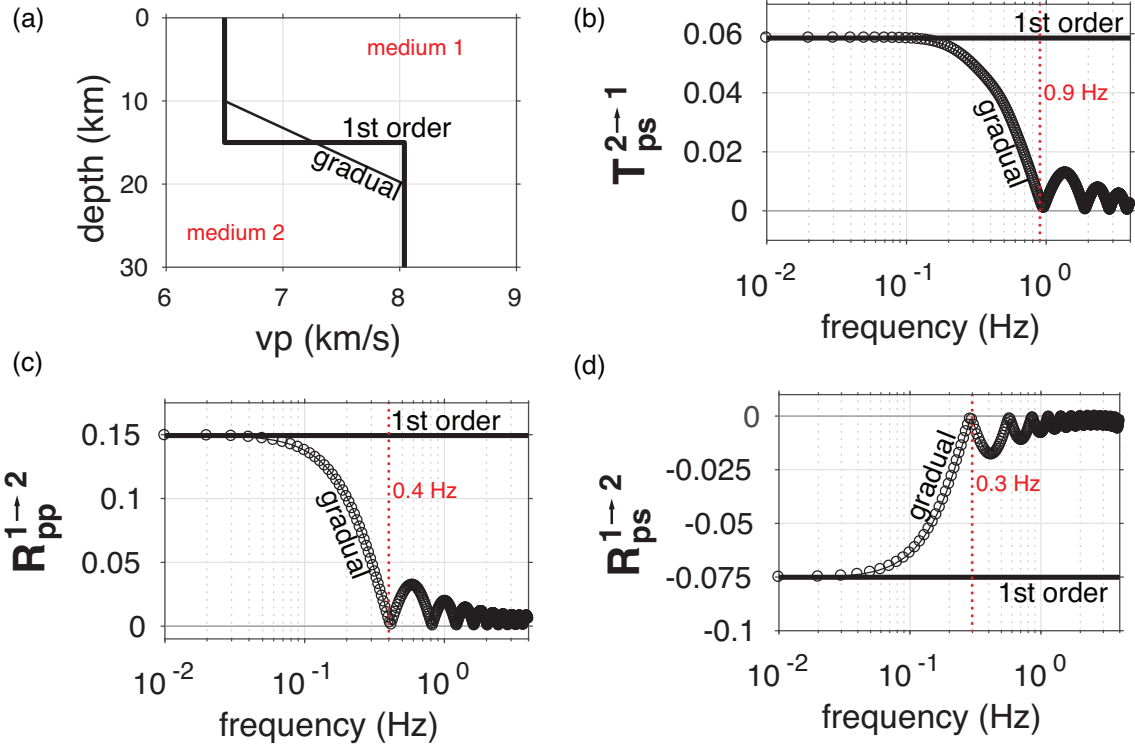 (a)
0
10
20
30
depth (km)
medium 1
1st order
gradual
medium 2
6
7
8
9
vp (km/s)
(b)
0.06
0.04
0.02
0
T_ps^{2→1}
1st order
0.9 Hz
gradual
10^-2
10^-1
10^0
frequency (Hz)
(c)
0.15
0.1
0.05
0
R_pp^{1→2}
1st order
0.4 Hz
gradual
10^-2
10^-1
10^0
frequency (Hz)
(d)
0
-0.025
-0.05
-0.075
-0.1
R_ps^{1→2}
gradual
0.3 Hz
1st order
10^-2
10^-1
10^0
frequency (Hz)